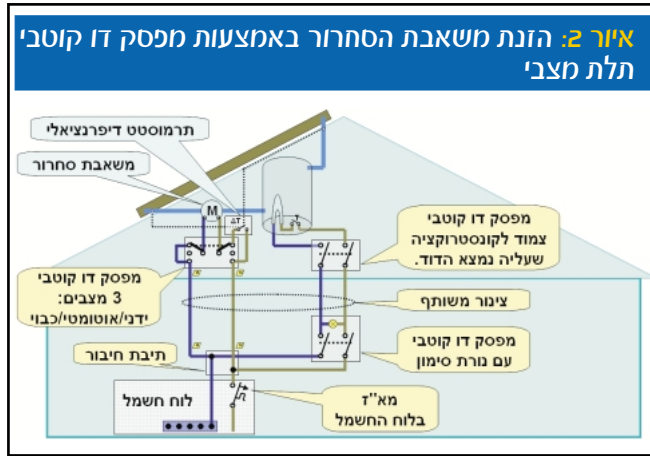 איור 2: הזנת משאבת הסחרור באמצעות מפסק דו קוטבי
תלת מצבי
תרמוסטט דיפרנציאלי
משאבת סחרור
M
מפסק דו קוטבי
צמוד לקונסטרוקציה
שעליה נמצא הדוד.
מפסק דו קוטבי
3 מצבים:
ידני/אוטומטי/כבוי
צינור משותף
מפסק דו קוטבי
עם נורת סימון
תיבת חיבור
לוח חשמל
מא"ז
בלוח החשמל